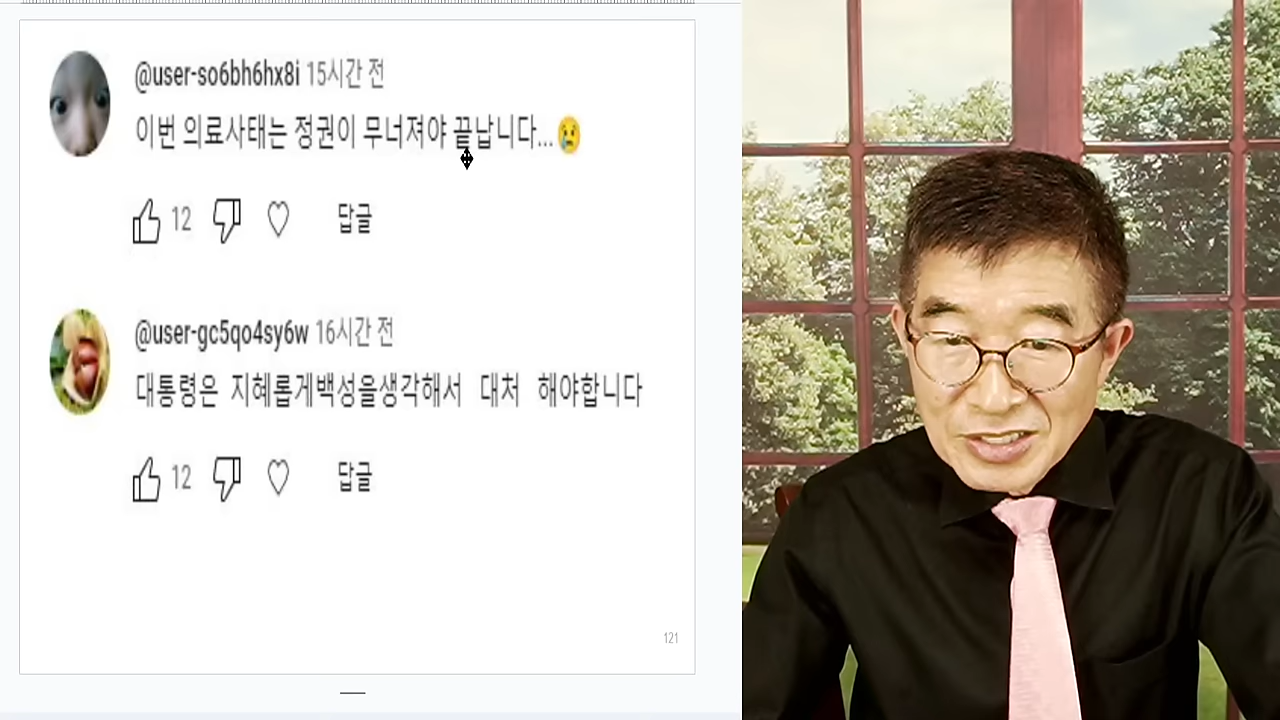 @user-so6bh6hx8i 15시간 전
이번 의료사태는 정권이 무너져야 끝납니다...😢
12 답글
@user-gc5qo4sy6w 16시간 전
대통령은 지혜롭게백성을생각해서 대처 해야합니다
12 답글
121